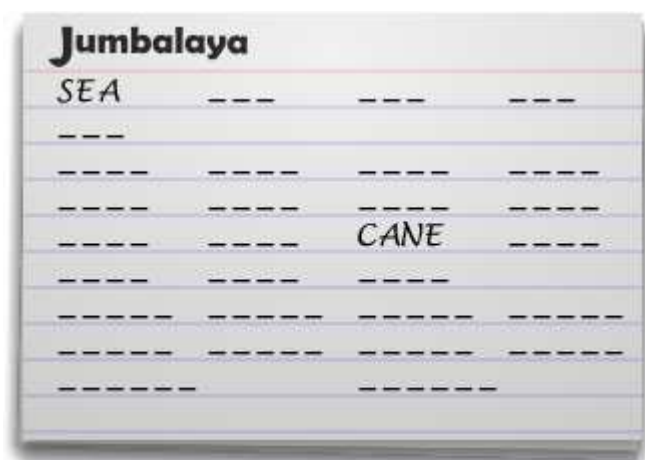 Jumbalaya
SEA --- --- ---
---
---- ---- ---- ----
---- ---- ---- ----
---- ---- CANE ----
---- ---- ----
----- ----- ----- -----
----- ----- ----- -----
------ ------